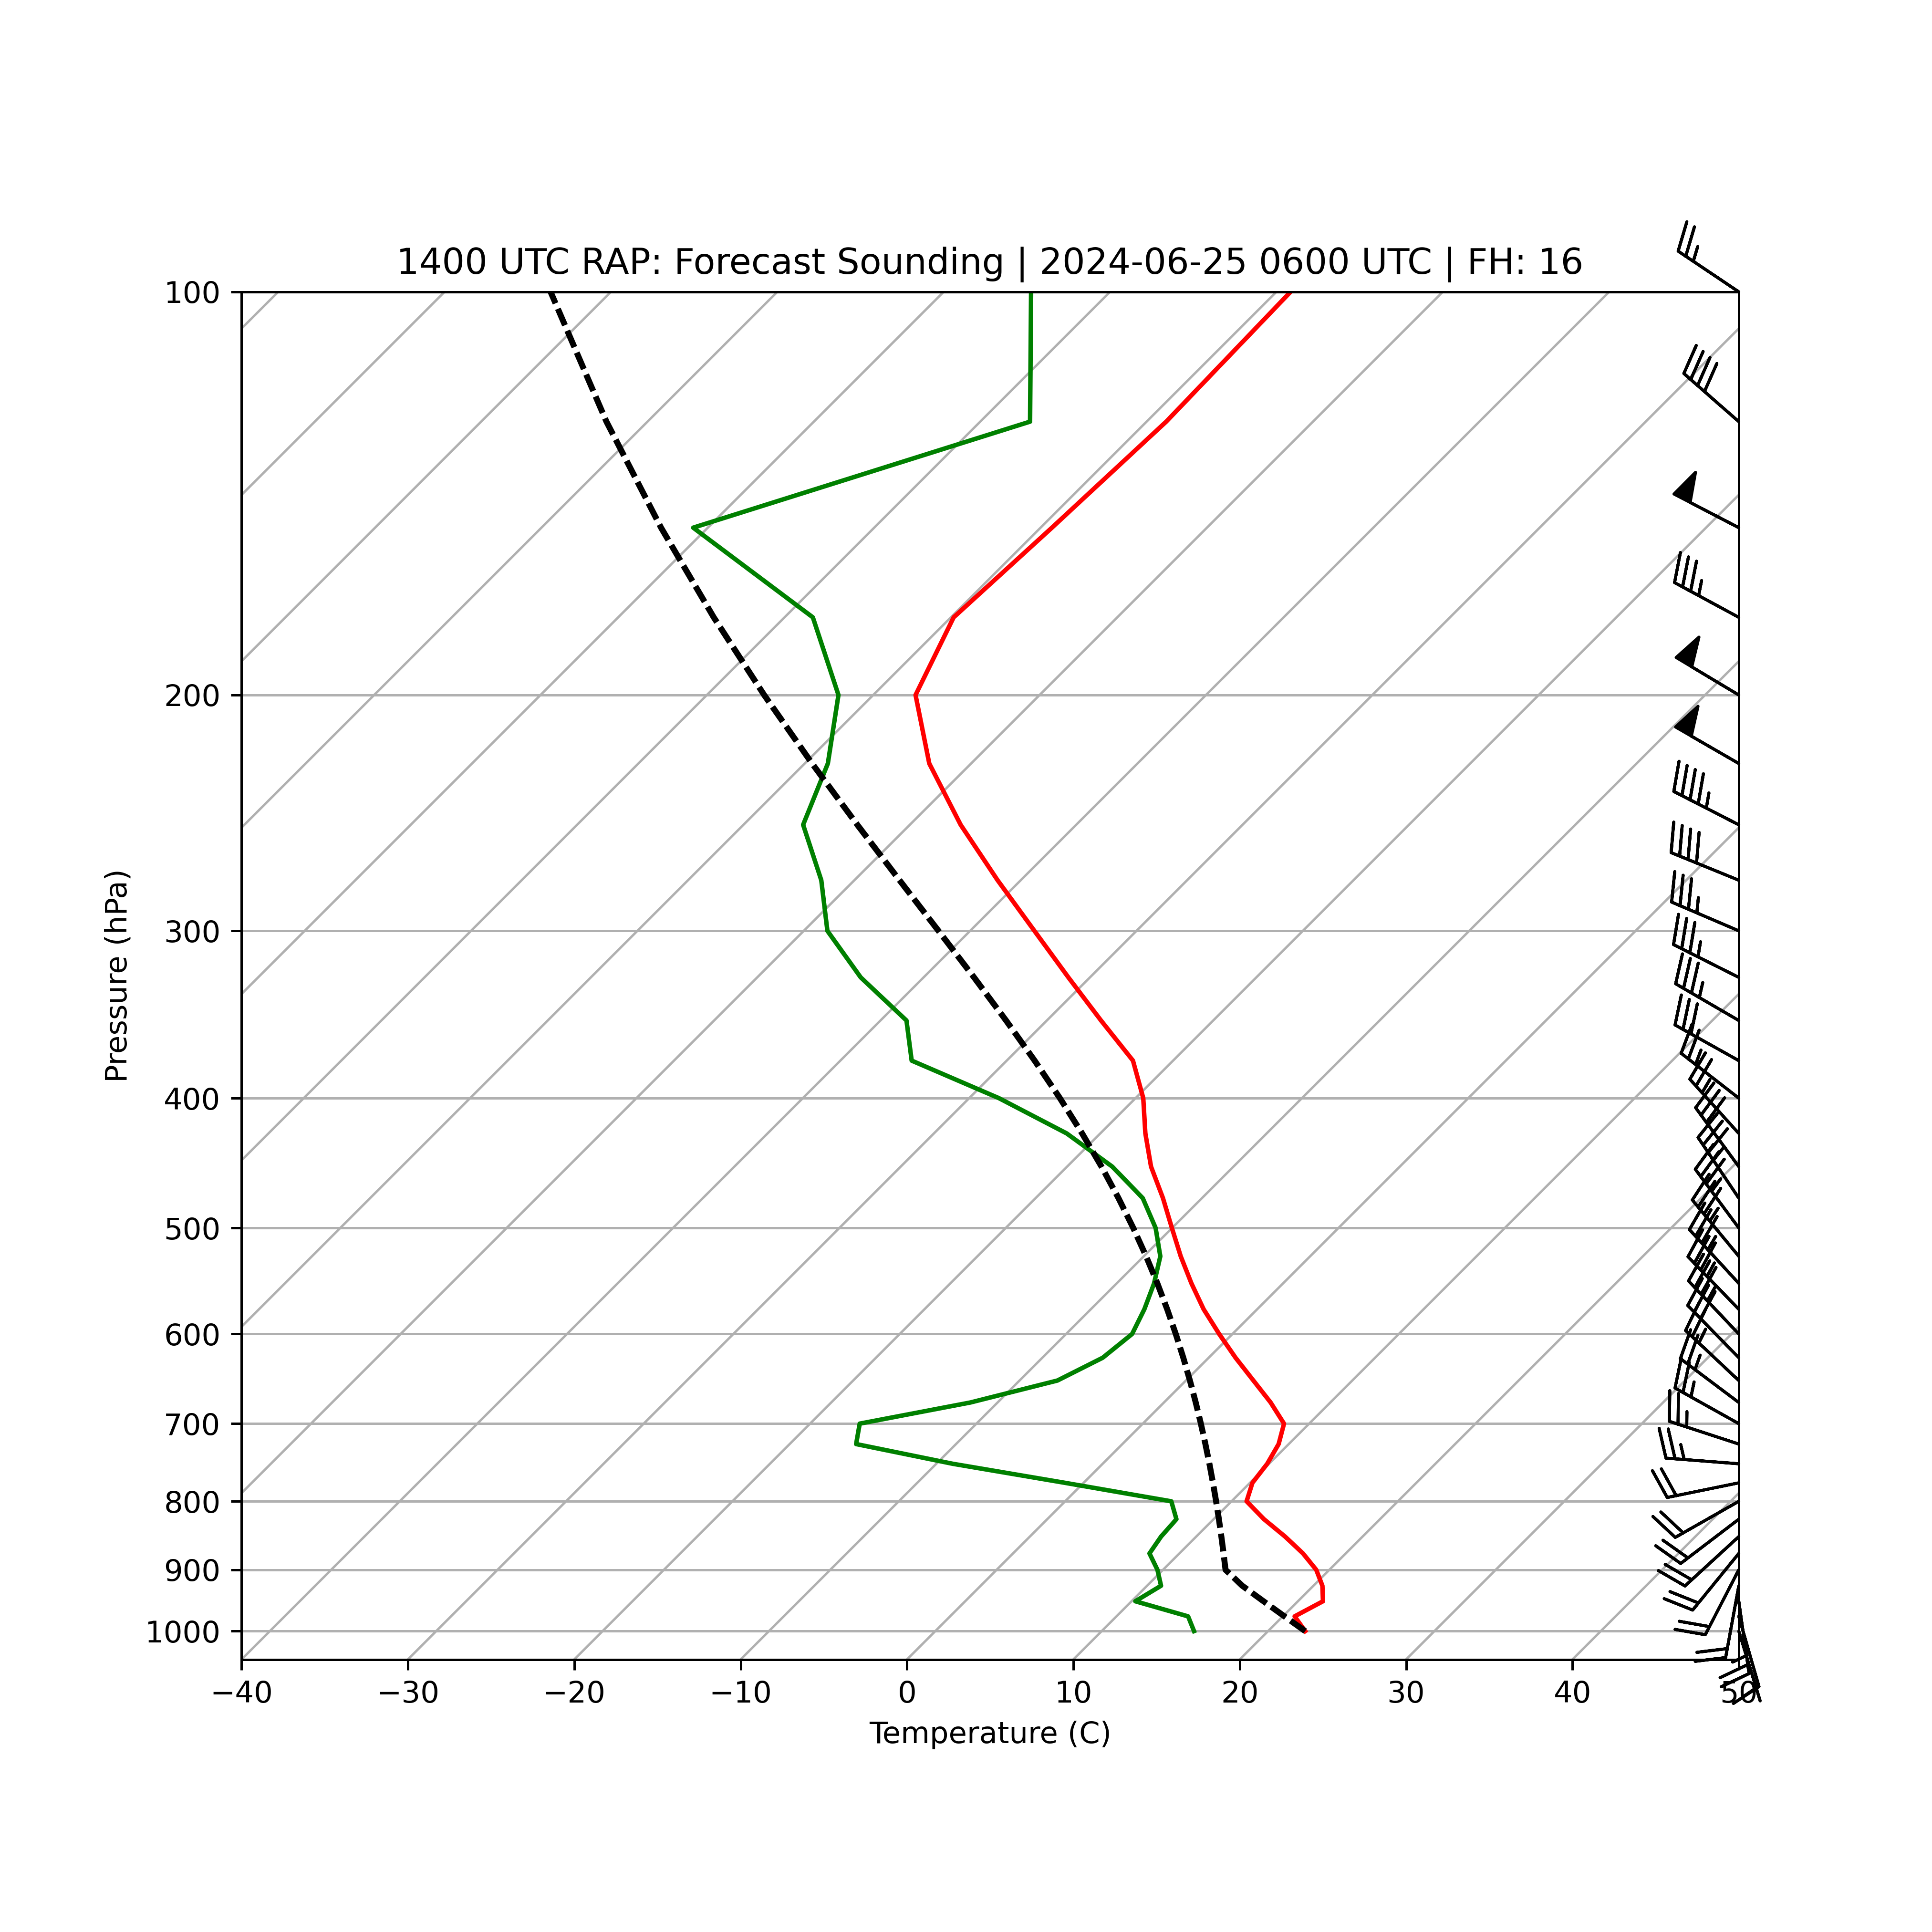 1400 UTC RAP: Forecast Sounding | 2024-06-25 0600 UTC | FH: 16
100
200
300
400
500
600
700
800
900
1000
Pressure (hPa)
−40 −30 −20 −10 0 10 20 30 40 50
Temperature (C)